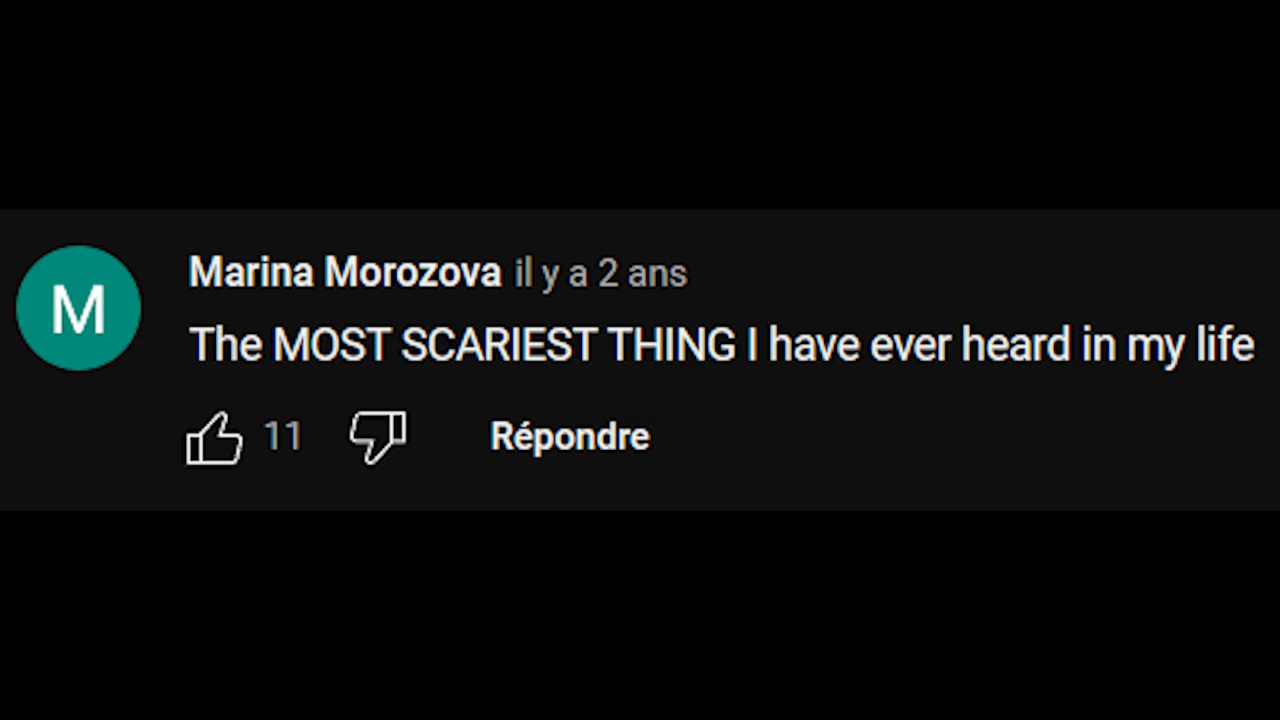 M
Marina Morozova il y a 2 ans
The MOST SCARIEST THING I have ever heard in my life
11 Répondre